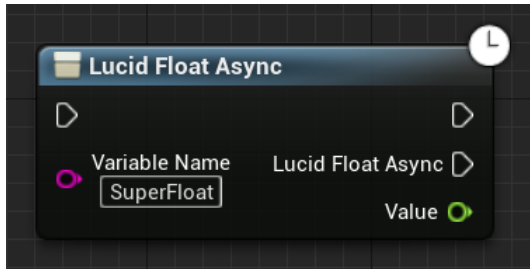 Lucid Float Async
Variable Name
SuperFloat
Lucid Float Async
Value